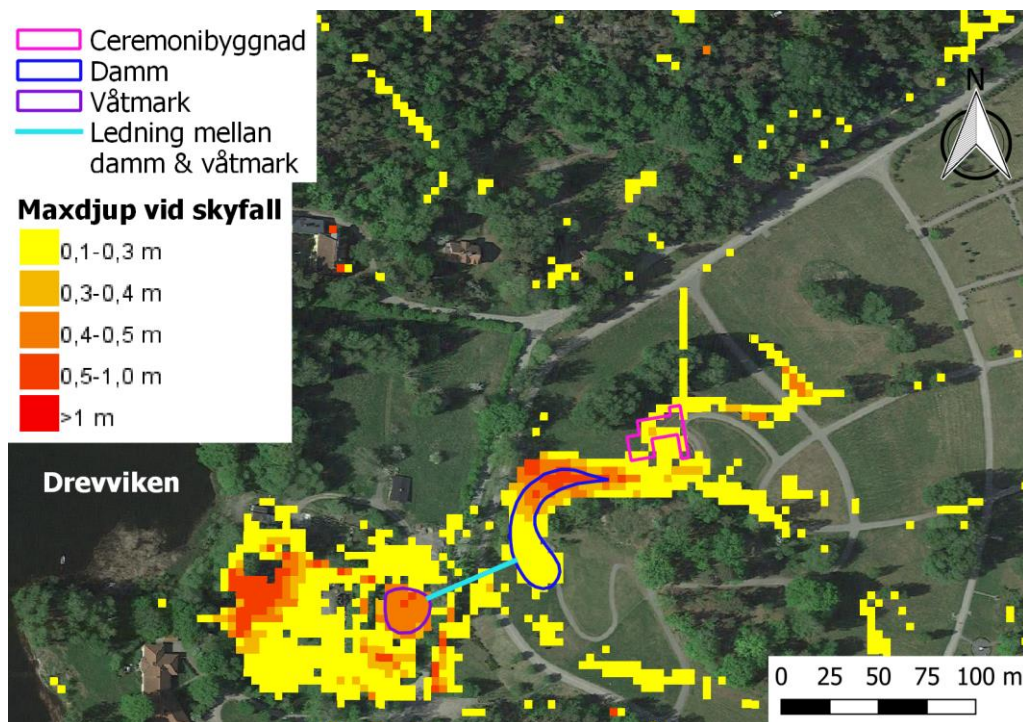 Ceremonibyggnad
Damm
Våtmark
Ledning mellan
damm & våtmark
Maxdjup vid skyfall
0,1-0,3 m
0,3-0,4 m
0,4-0,5 m
0,5-1,0 m
>1 m
N
Drevviken
0 25 50 75 100 m